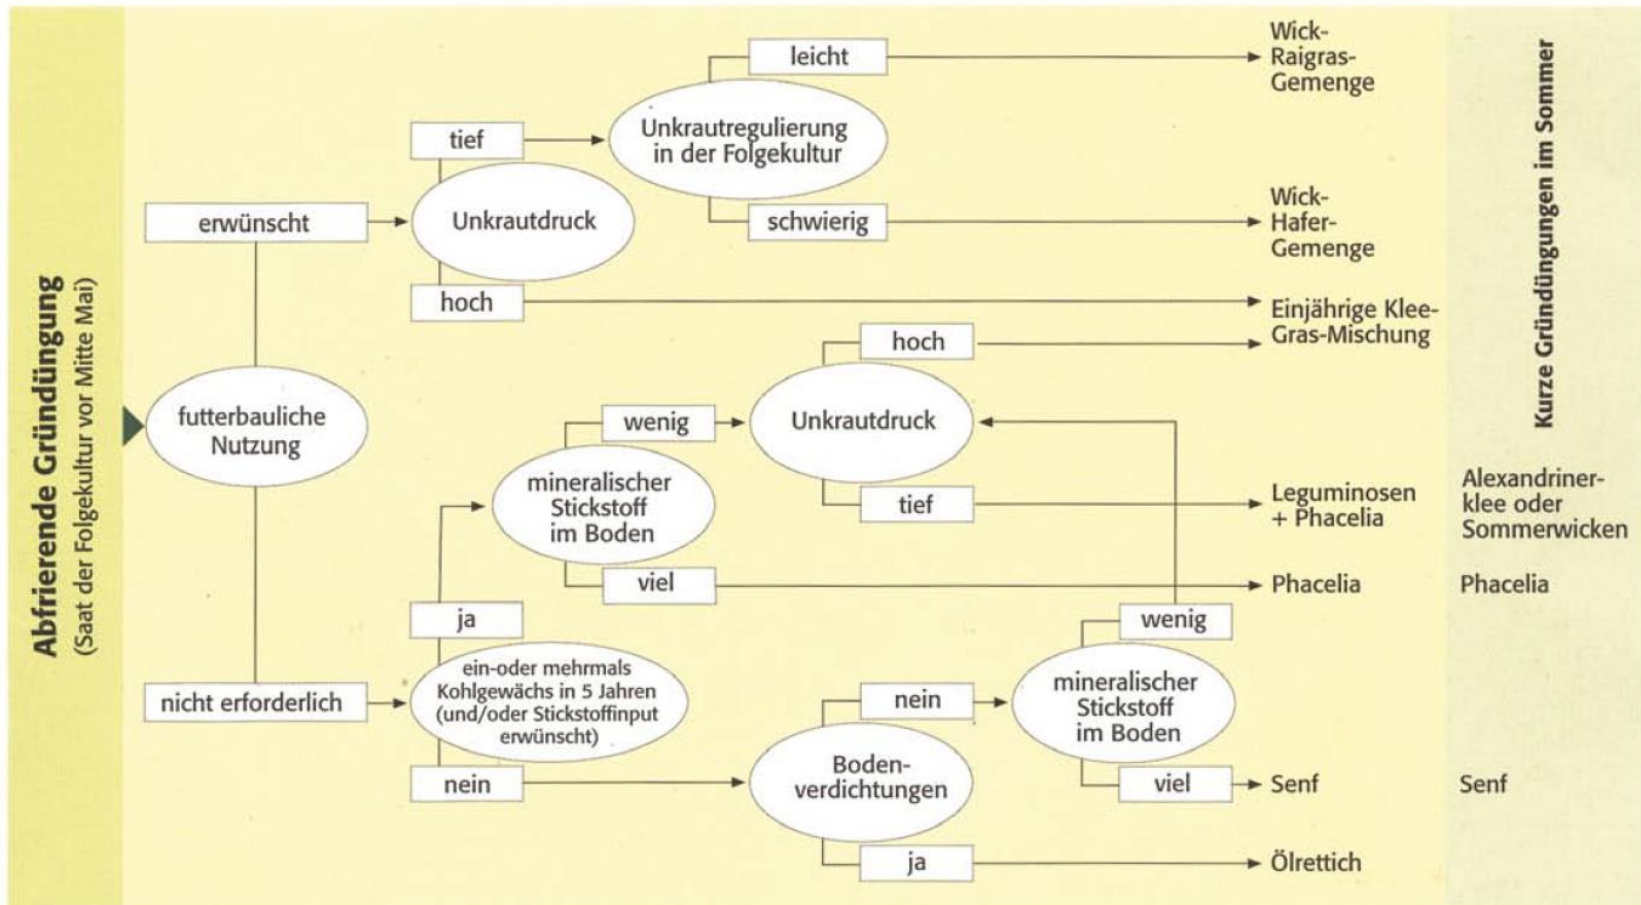 Abfrierende Gründüngung
(Saat der Folgekultur vor Mitte Mai)
futterbauliche
Nutzung
erwünscht
nicht erforderlich
Unkrautdruck
tief
hoch
Unkrautregulierung
in der Folgekultur
leicht
schwierig
Wick-
Raigras-
Gemenge
Wick-
Hafer-
Gemenge
Einjährige Klee-
Gras-Mischung
ein-oder mehrmals
Kohlgewächs in 5 Jahren
(und/oder Stickstoffinput
erwünscht)
ja
nein
mineralischer
Stickstoff
im Boden
wenig
viel
Unkrautdruck
hoch
tief
Leguminosen
+ Phacelia
Phacelia
Boden-
verdichtungen
nein
ja
mineralischer
Stickstoff
im Boden
wenig
viel
Senf
Ölrettich
Kurze Gründüngungen im Sommer
Alexandriner-
klee oder
Sommerwicken
Phacelia
Senf